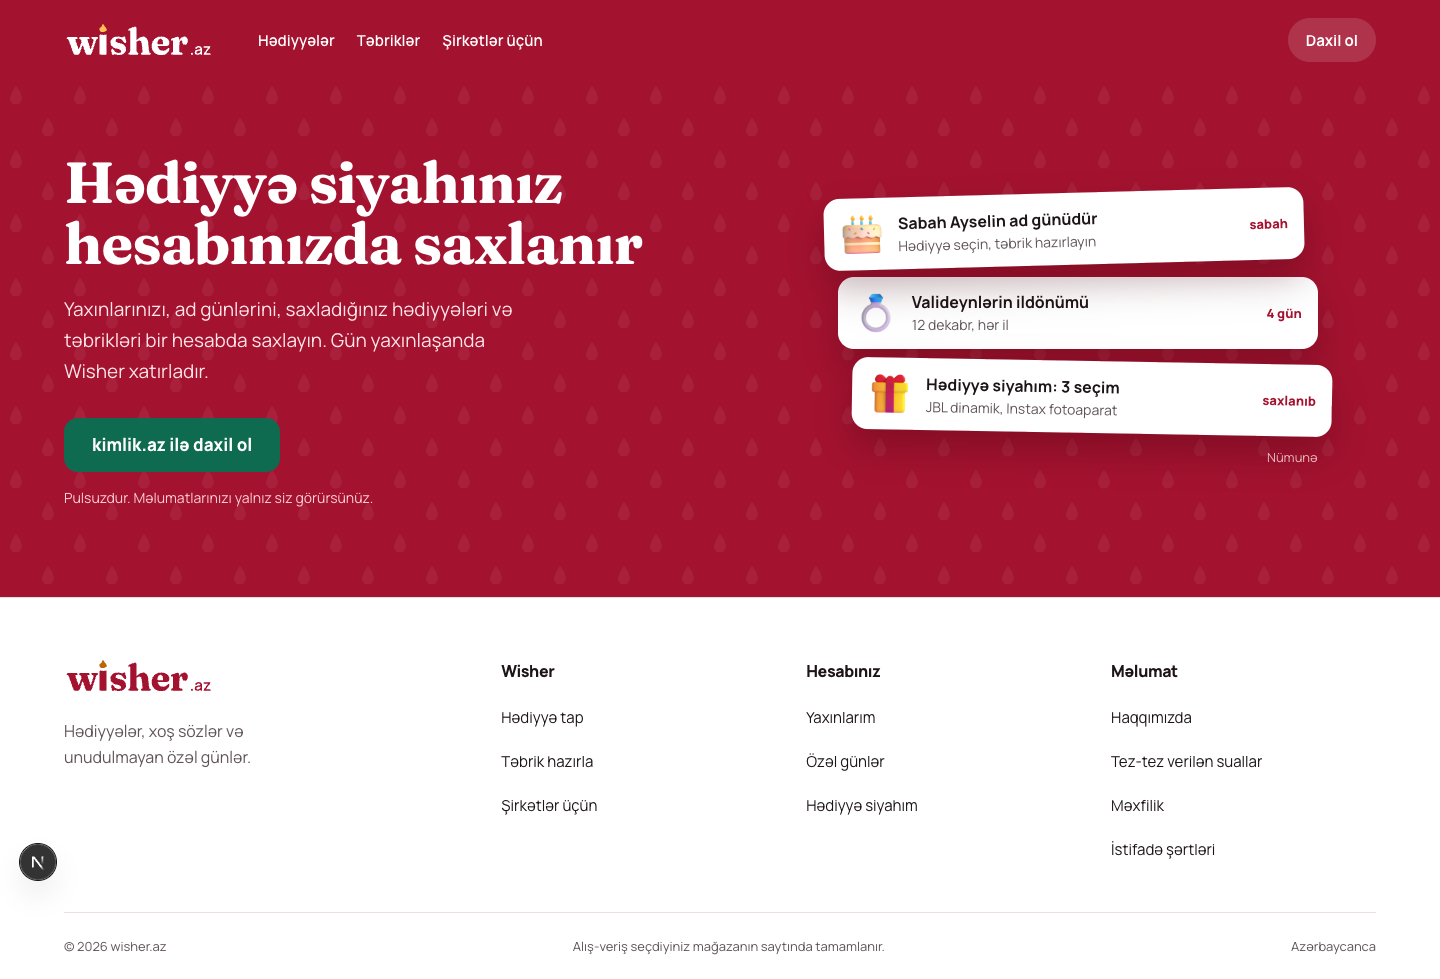 wisher.az
Hədiyyələr
Təbriklər
Şirkətlər üçün
Daxil ol
Hədiyyə siyahınız
hesabınızda saxlanır
Yaxınlarınızı, ad günlərini, saxladığınız hədiyyələri və
təbrikləri bir hesabda saxlayın. Gün yaxınlaşanda
Wisher xatırladır.
kimlik.az ilə daxil ol
Pulsuzdur. Məlumatlarınızı yalnız siz görürsünüz.
Sabah Ayselin ad günüdür
Hədiyyə seçin, təbrik hazırlayın
sabah
Valideynlərin ildönümü
12 dekabr, hər il
4 gün
Hədiyyə siyahım: 3 seçim
JBL dinamik, Instax fotoaparat
saxlanıb
Nümunə
wisher.az
Hədiyyələr, xoş sözlər və
unudulmayan özəl günlər.
Wisher
Hədiyyə tap
Təbrik hazırla
Şirkətlər üçün
Hesabınız
Yaxınlarım
Özəl günlər
Hədiyyə siyahım
Məlumat
Haqqımızda
Tez-tez verilən suallar
Məxfilik
İstifadə şərtləri
N
© 2026 wisher.az
Alış-veriş seçdiyiniz mağazanın saytında tamamlanır.
Azərbaycanca